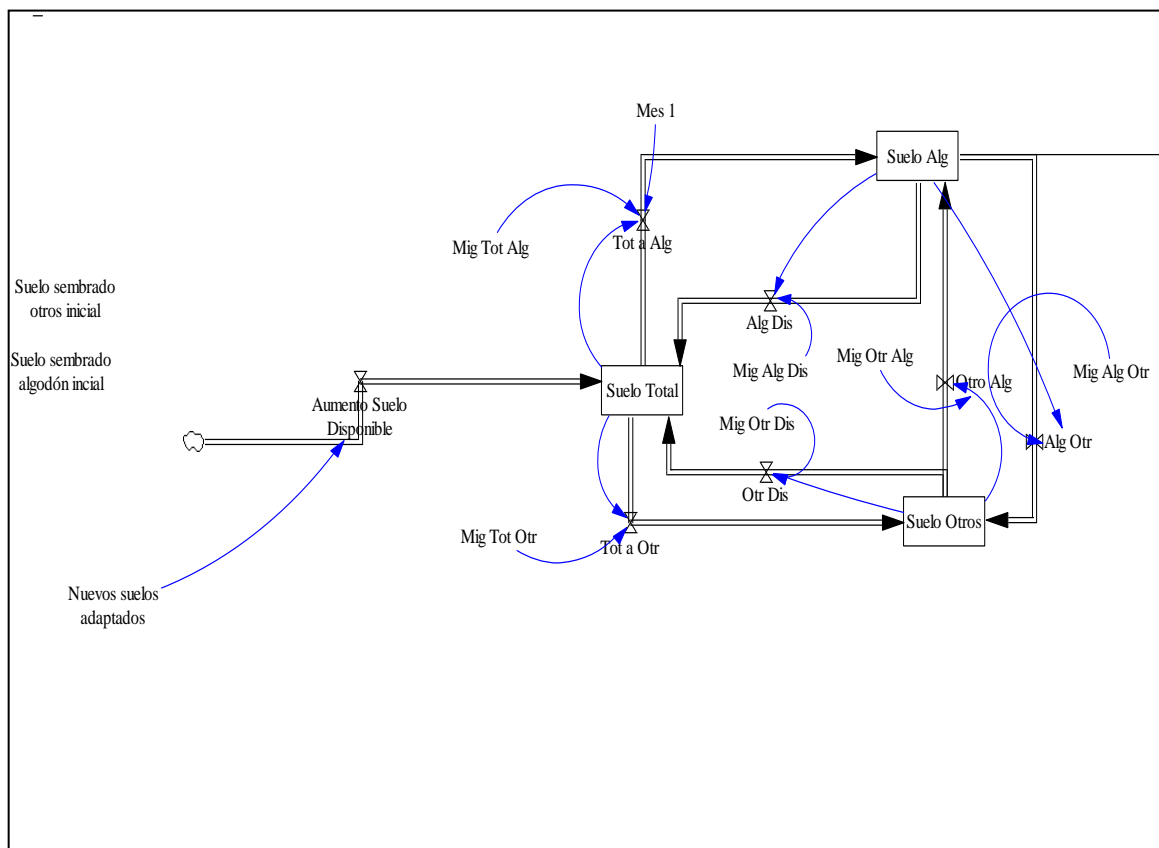 Mes 1
Suelo Alg
Mig Tot Alg
Tot a Alg
Suelo sembrado
otros inicial
Alg Dis
Suelo sembrado
algodón incial
Mig Alg Dis
Mig Otr Alg
Mig Alg Otr
Otro Alg
Suelo Total
Aumento Suelo
Disponible
Mig Otr Dis
Alg Otr
Otr Dis
Suelo Otros
Mig Tot Otr
Tot a Otr
Nuevos suelos
adaptados